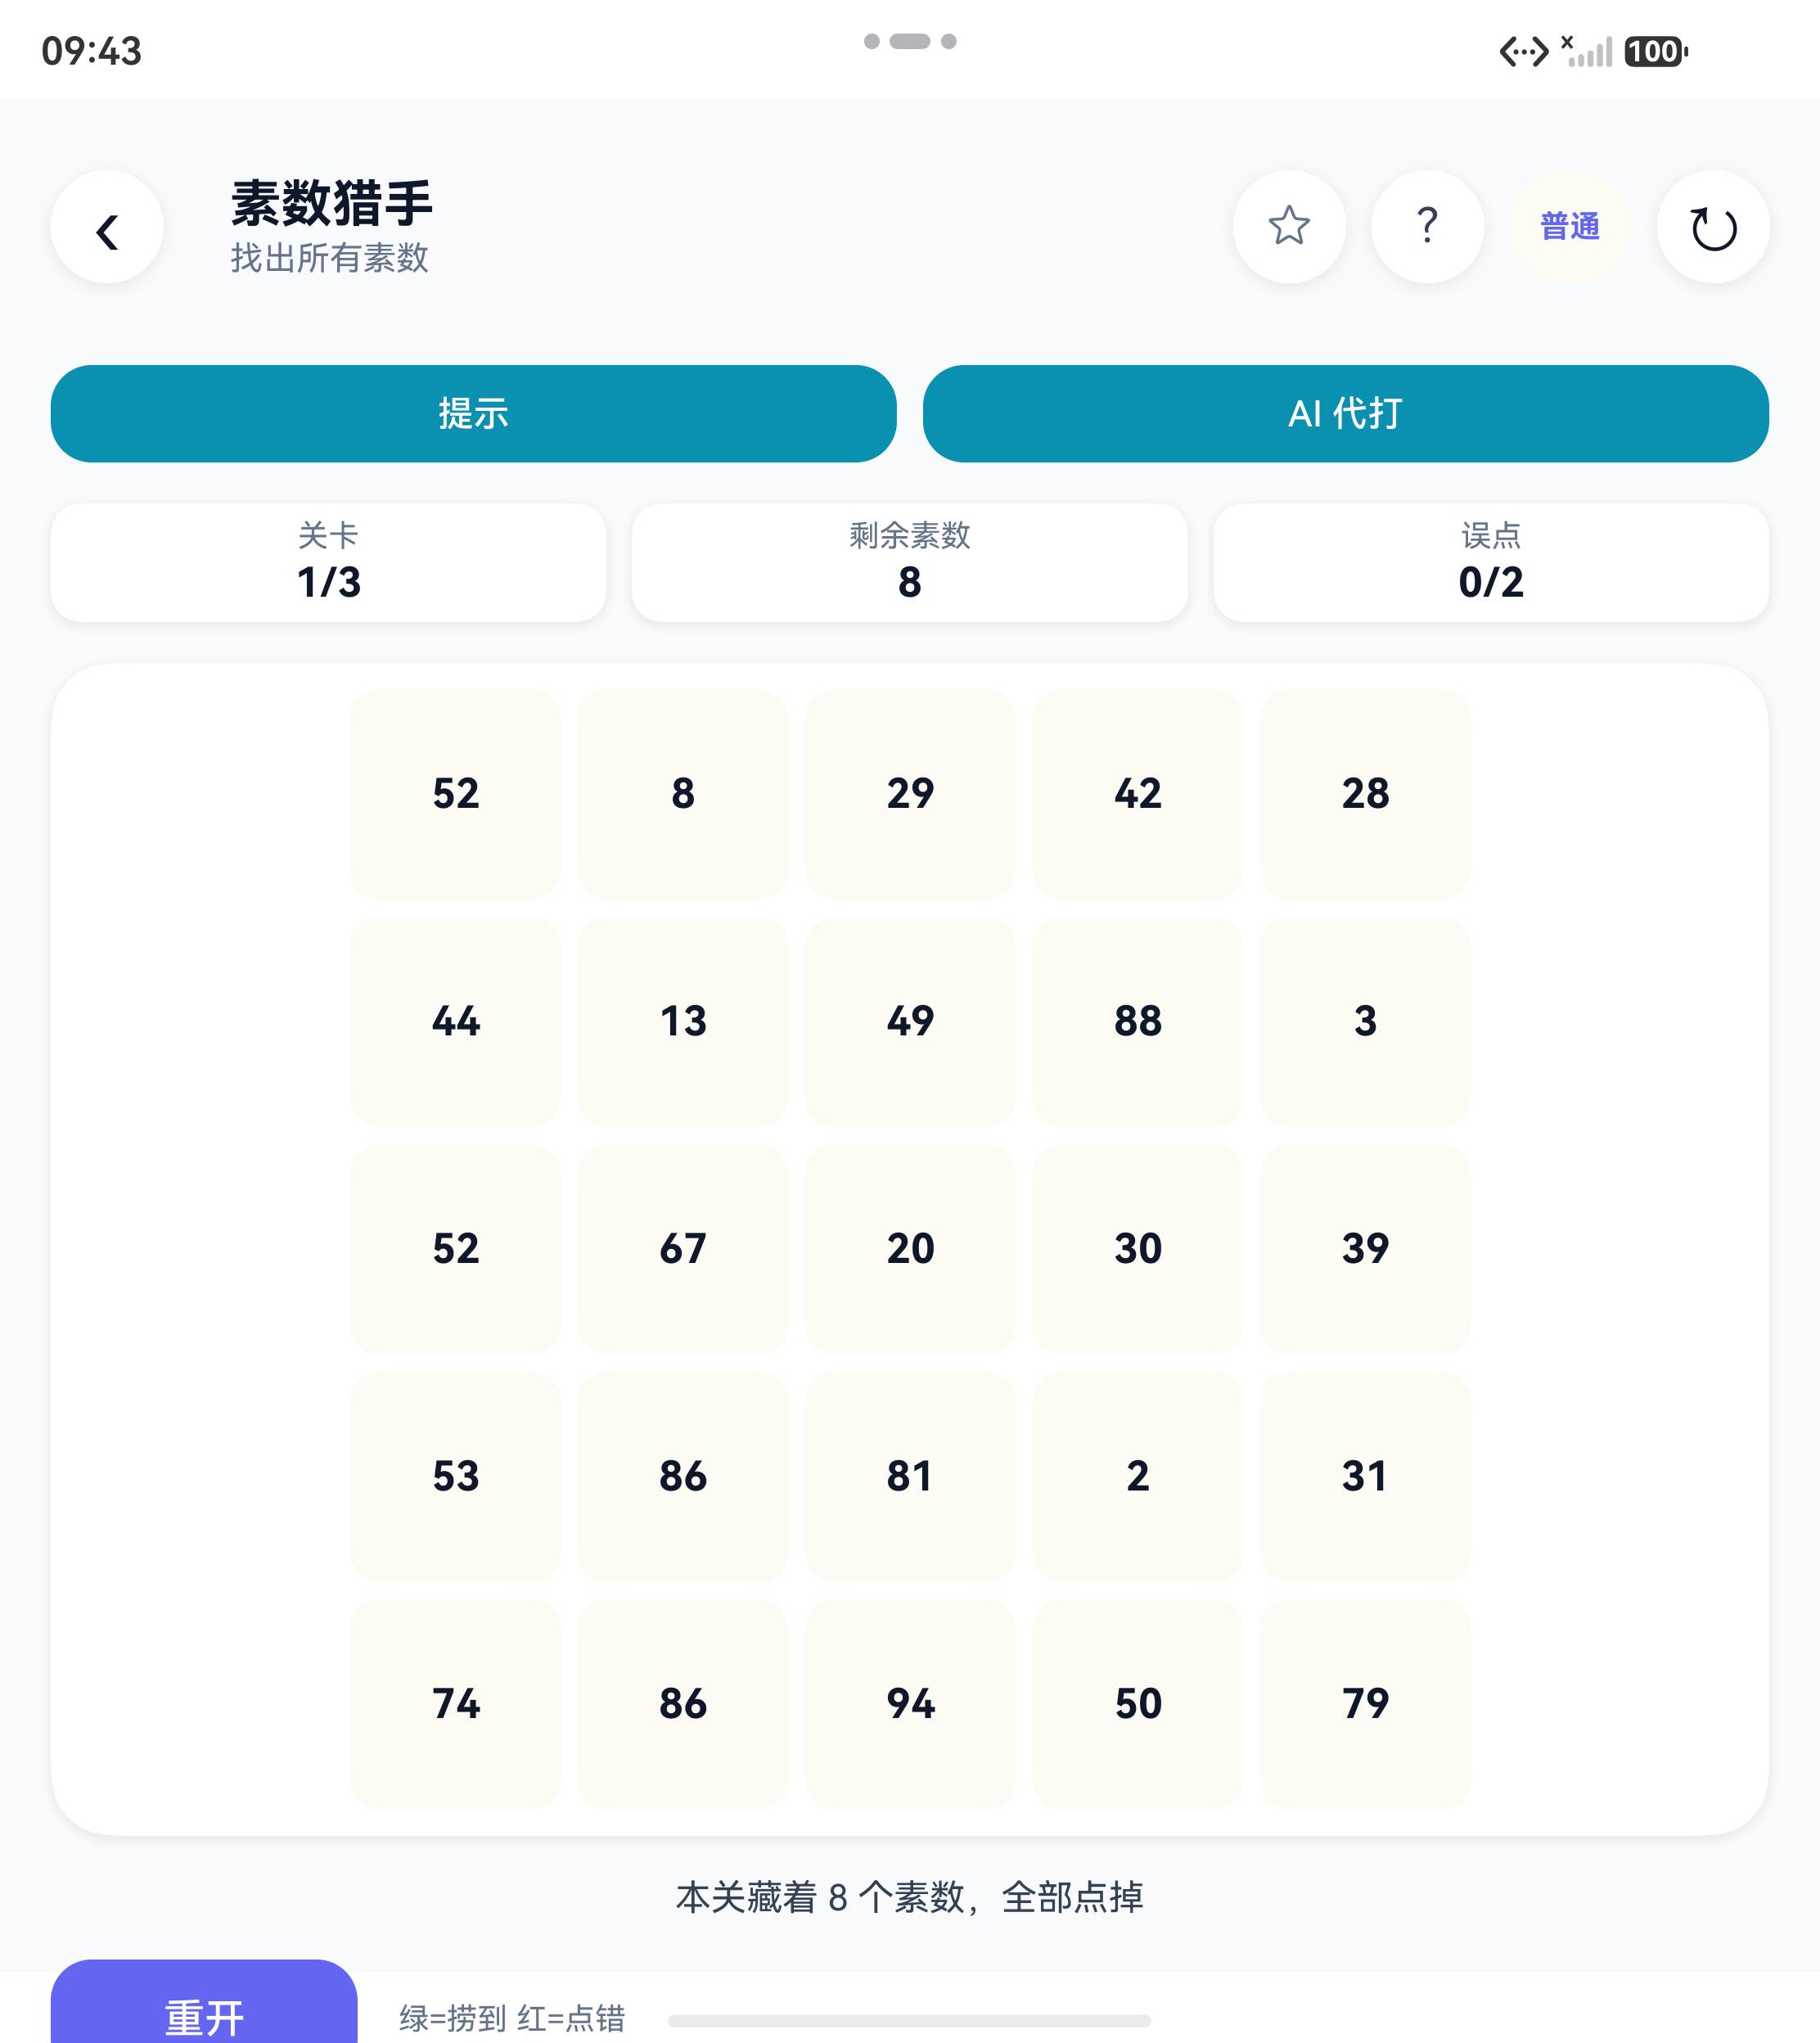 09:43
100
素数猎手
找出所有素数
?
普通
提示
AI 代打
关卡
1/3
剩余素数
8
误点
0/2
52 8 29 42 28
44 13 49 88 3
52 67 20 30 39
53 86 81 2 31
74 86 94 50 79
本关藏着 8 个素数，全部点掉
重开
绿=捞到 红=点错